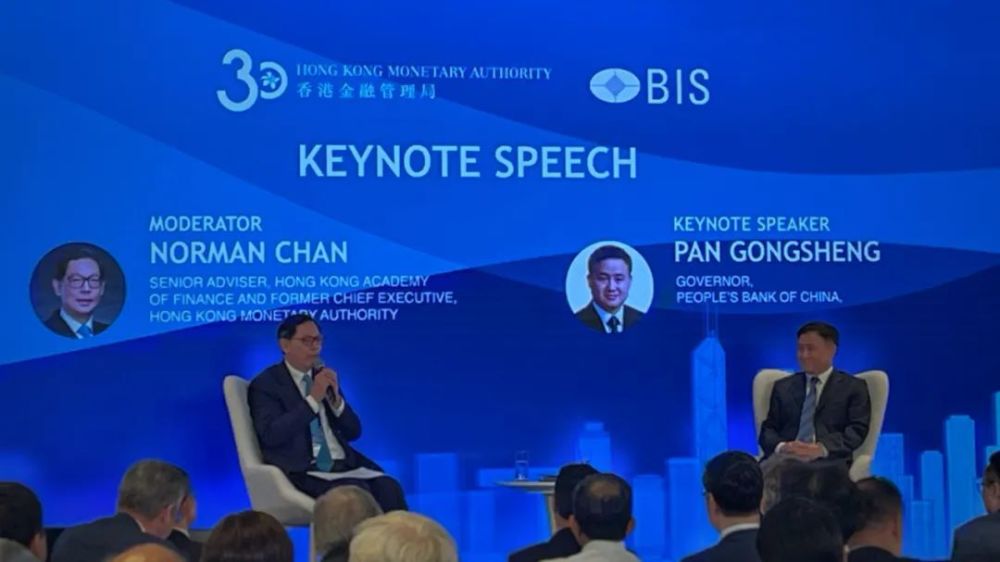 30 HONG KONG MONETARY AUTHORITY
香港金融管理局
BIS
KEYNOTE SPEECH
MODERATOR
NORMAN CHAN
SENIOR ADVISER, HONG KONG ACADEMY
OF FINANCE AND FORMER CHIEF EXECUTIVE,
HONG KONG MONETARY AUTHORITY
KEYNOTE SPEAKER
PAN GONGSHENG
GOVERNOR,
PEOPLE'S BANK OF CHINA,